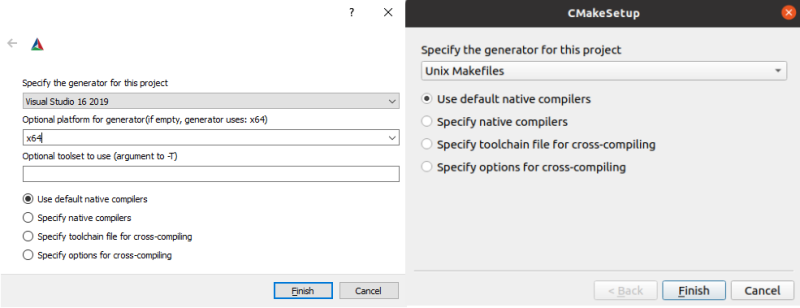 Specify the generator for this project
Visual Studio 16 2019
Optional platform for generator(if empty, generator uses: x64)
x64
Optional toolset to use (argument to -T)
Use default native compilers
Specify native compilers
Specify toolchain file for cross-compiling
Specify options for cross-compiling
Finish
Cancel
CMakeSetup
Specify the generator for this project
Unix Makefiles
Use default native compilers
Specify native compilers
Specify toolchain file for cross-compiling
Specify options for cross-compiling
< Back
Finish
Cancel